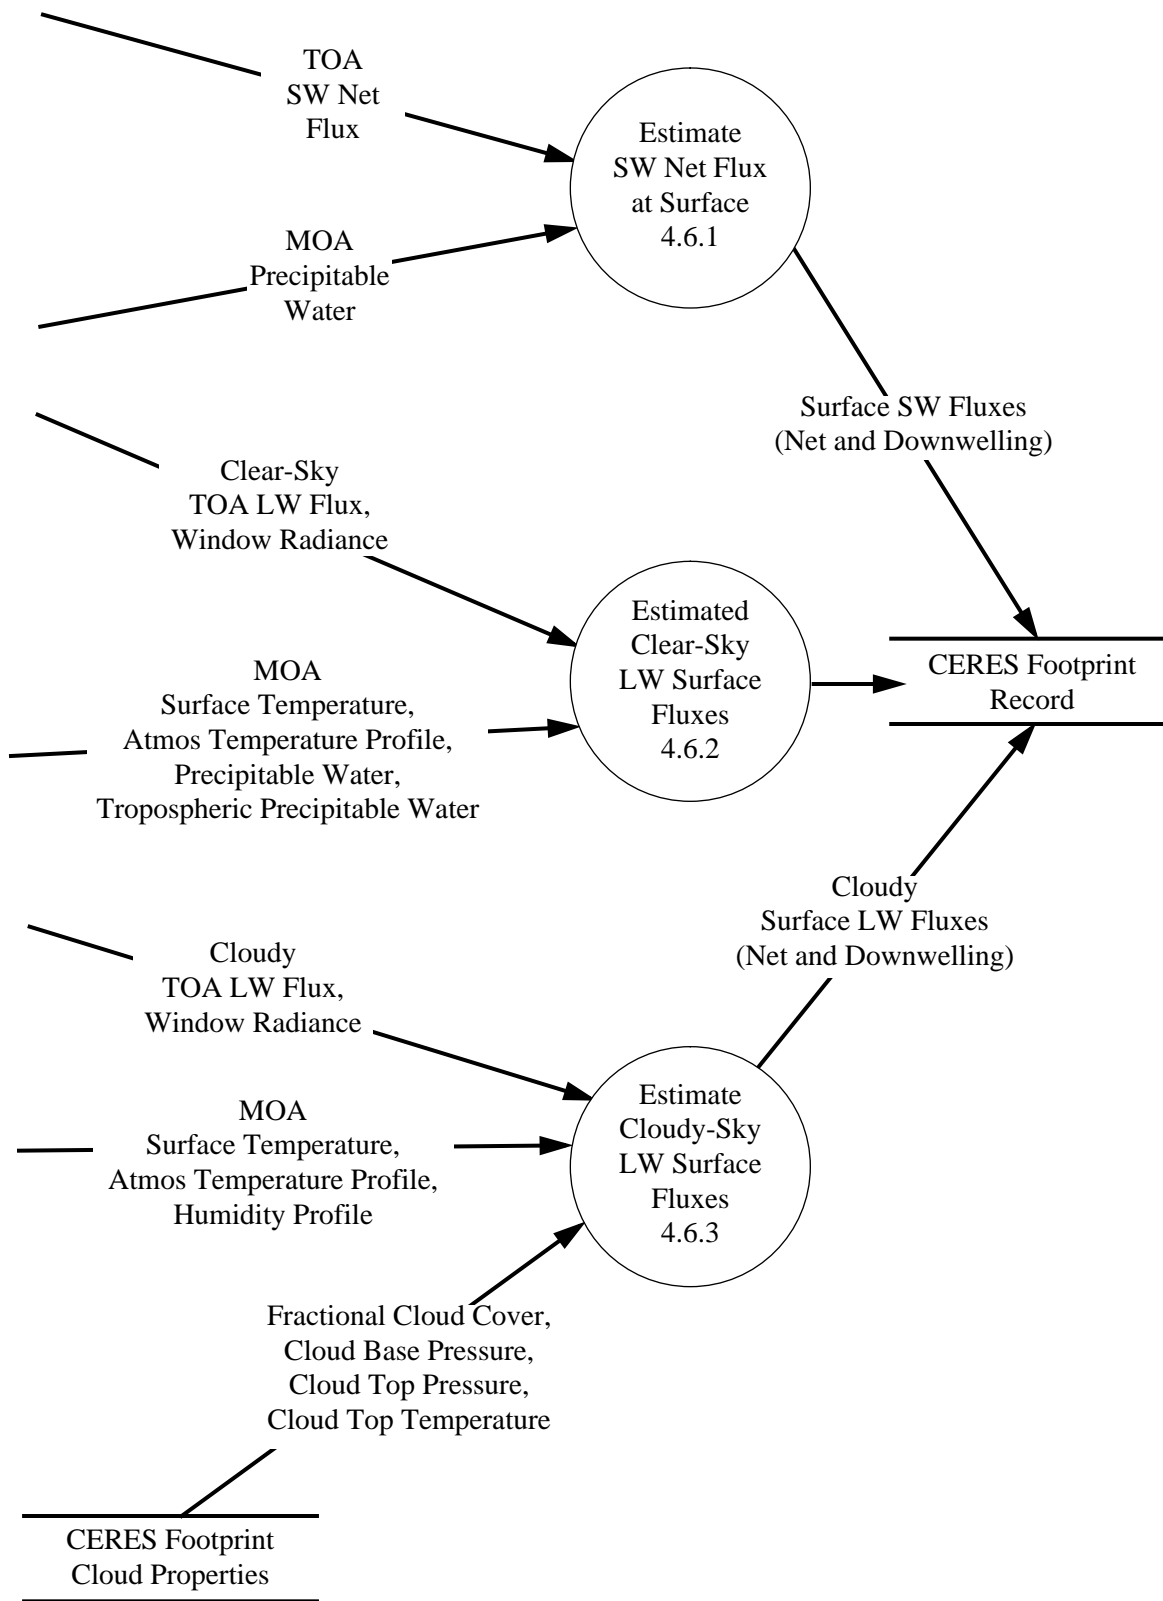 TOA
SW Net
Flux
Estimate
SW Net Flux
at Surface
4.6.1
MOA
Precipitable
Water
Surface SW Fluxes
(Net and Downwelling)
Clear-Sky
TOA LW Flux,
Window Radiance
Estimated
Clear-Sky
LW Surface
Fluxes
4.6.2
CERES Footprint
Record
MOA
Surface Temperature,
Atmos Temperature Profile,
Precipitable Water,
Tropospheric Precipitable Water
Cloudy
Surface LW Fluxes
(Net and Downwelling)
Cloudy
TOA LW Flux,
Window Radiance
Estimate
Cloudy-Sky
LW Surface
Fluxes
4.6.3
MOA
Surface Temperature,
Atmos Temperature Profile,
Humidity Profile
Fractional Cloud Cover,
Cloud Base Pressure,
Cloud Top Pressure,
Cloud Top Temperature
CERES Footprint
Cloud Properties